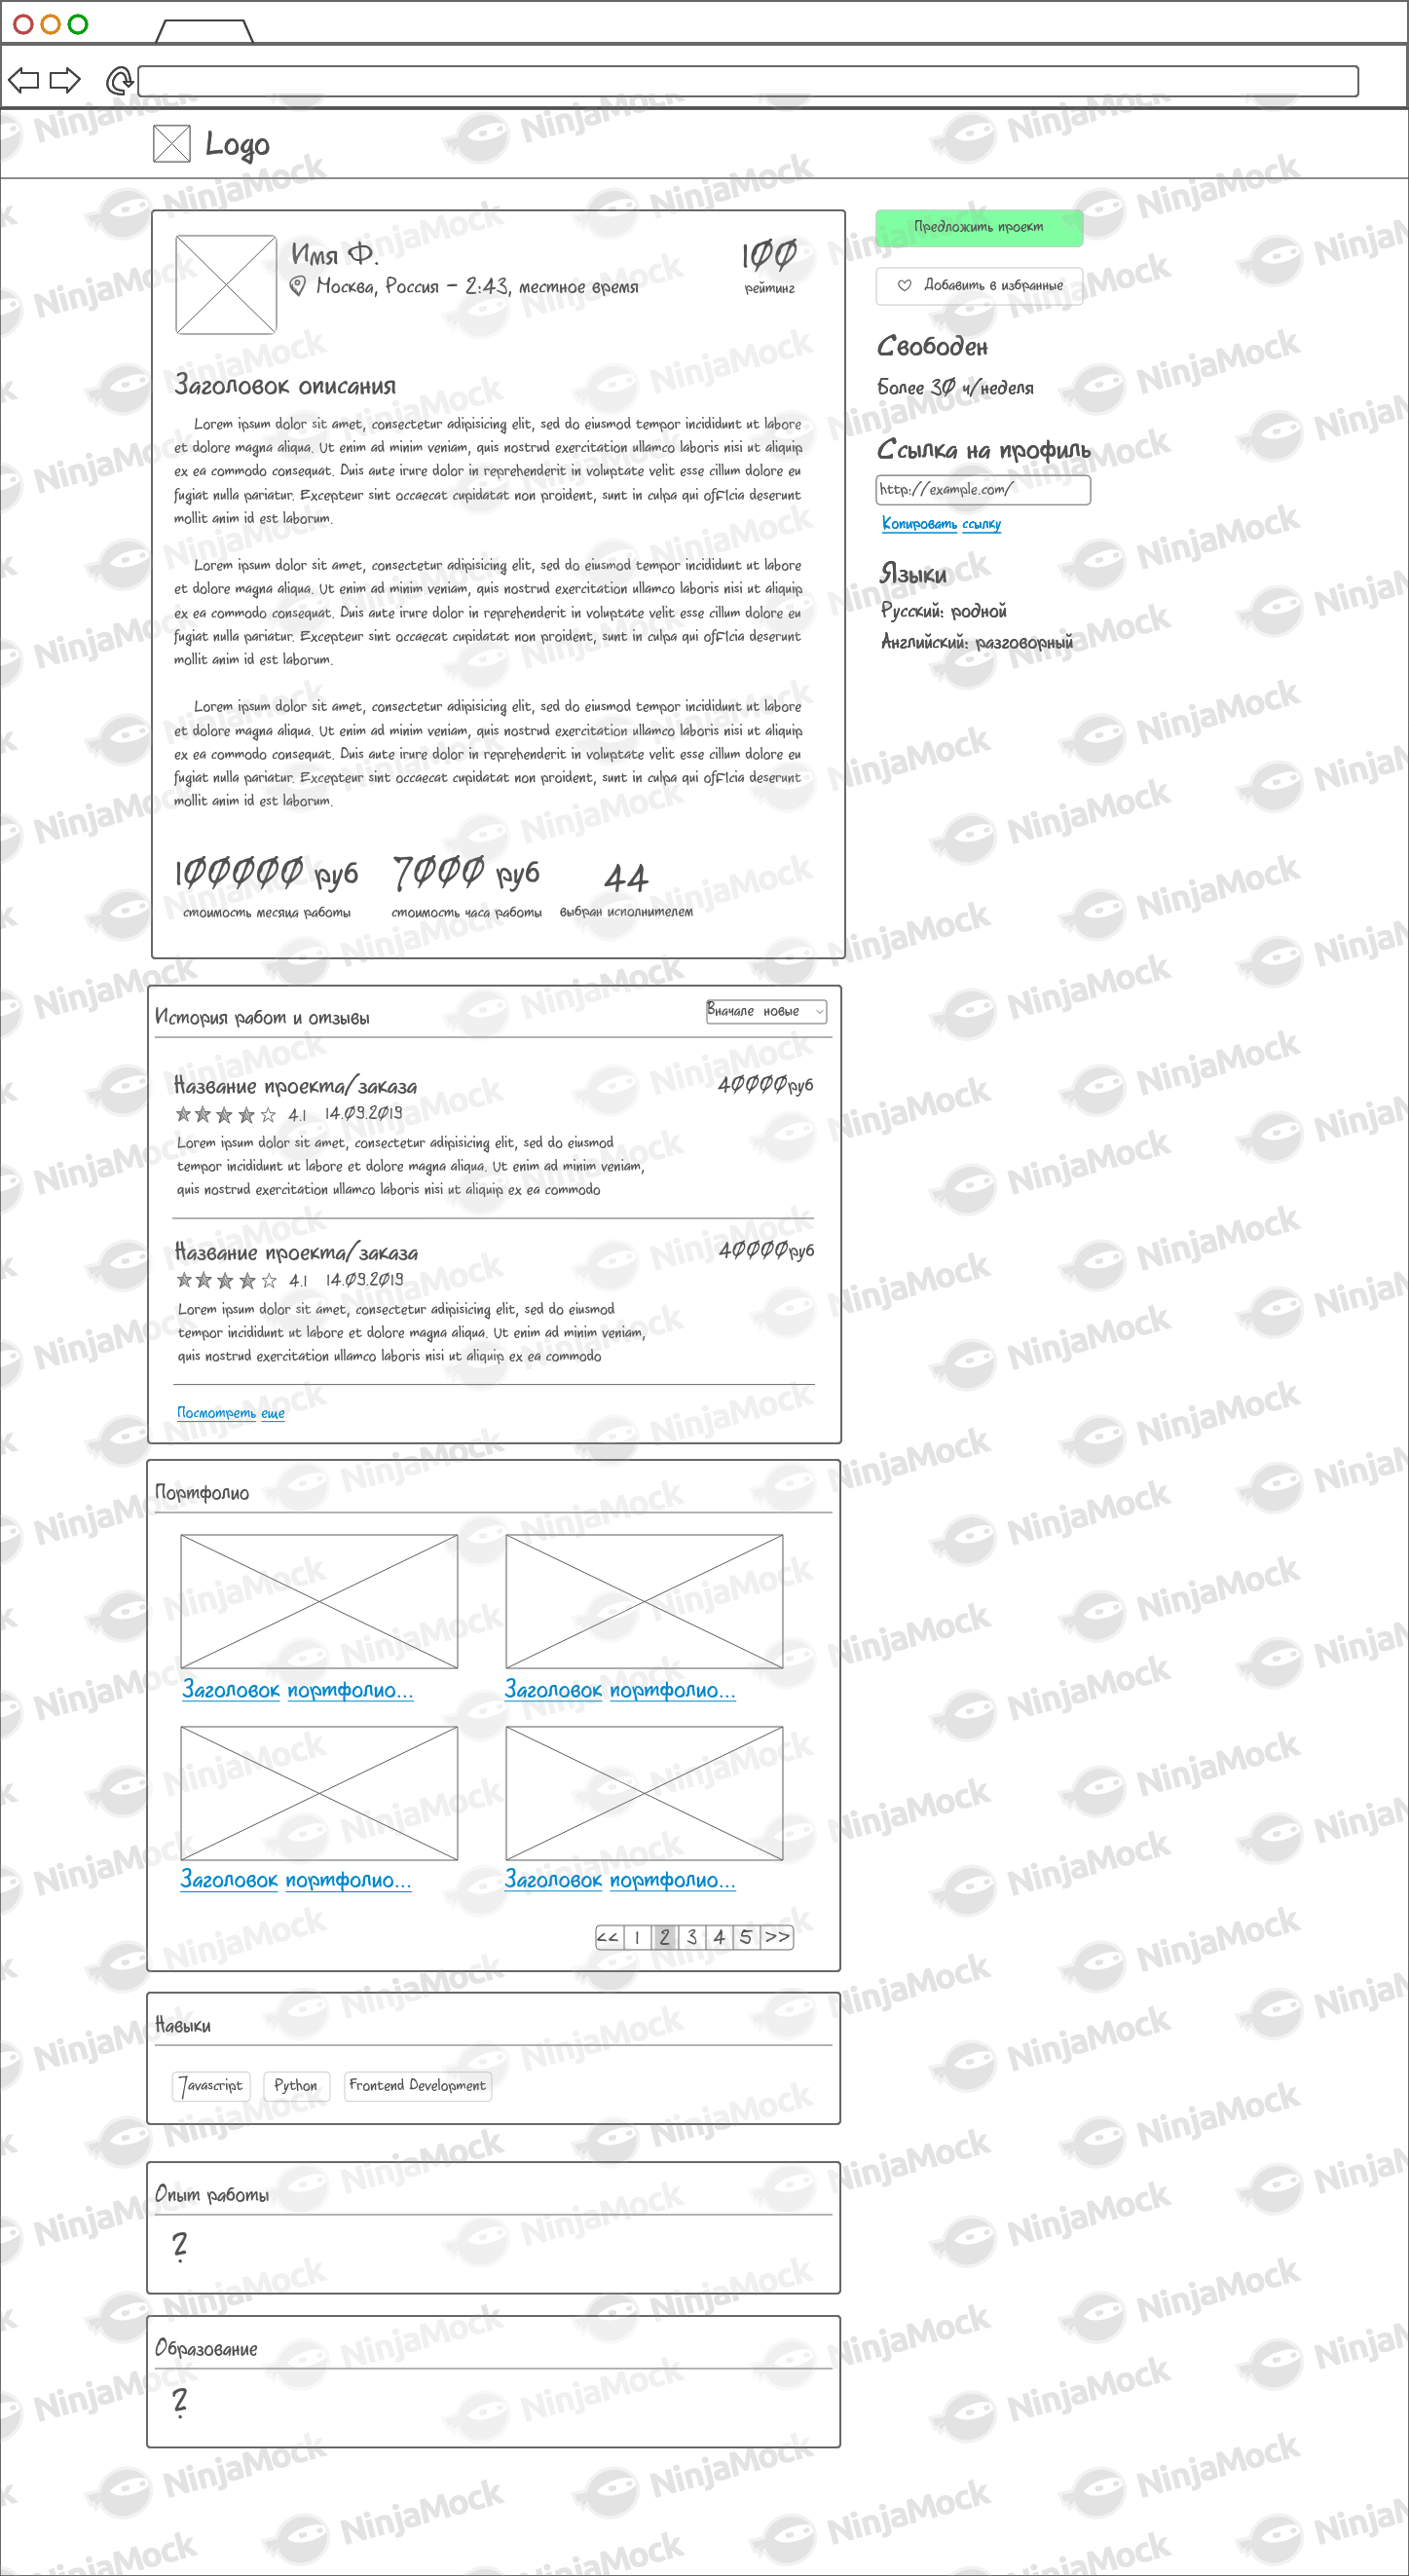 Logo
Имя Ф.
Москва, Россия - 2:43, местное время
100
рейтинг
Заголовок описания
Lorem ipsum dolor sit amet, consectetur adipisicing elit, sed do eiusmod tempor incididunt ut labore
et dolore magna aliqua. Ut enim ad minim veniam, quis nostrud exercitation ullamco laboris nisi ut aliquip
ex ea commodo consequat. Duis aute irure dolor in reprehenderit in voluptate velit esse cillum dolore eu
fugiat nulla pariatur. Excepteur sint occaecat cupidatat non proident, sunt in culpa qui officia deserunt
mollit anim id est laborum.
Lorem ipsum dolor sit amet, consectetur adipisicing elit, sed do eiusmod tempor incididunt ut labore
et dolore magna aliqua. Ut enim ad minim veniam, quis nostrud exercitation ullamco laboris nisi ut aliquip
ex ea commodo consequat. Duis aute irure dolor in reprehenderit in voluptate velit esse cillum dolore eu
fugiat nulla pariatur. Excepteur sint occaecat cupidatat non proident, sunt in culpa qui officia deserunt
mollit anim id est laborum.
Lorem ipsum dolor sit amet, consectetur adipisicing elit, sed do eiusmod tempor incididunt ut labore
et dolore magna aliqua. Ut enim ad minim veniam, quis nostrud exercitation ullamco laboris nisi ut aliquip
ex ea commodo consequat. Duis aute irure dolor in reprehenderit in voluptate velit esse cillum dolore eu
fugiat nulla pariatur. Excepteur sint occaecat cupidatat non proident, sunt in culpa qui officia deserunt
mollit anim id est laborum.
100000 руб
стоимость месяца работы
7000 руб
стоимость часа работы
44
выбран исполнителем
Предложить проект
Добавить в избранные
Свободен
Более 30 ч/неделя
Ссылка на профиль
http://example.com/
Копировать ссылку
Языки
Русский: родной
Английский: разговорный
История работ и отзывы
Вначале новые
Название проекта/заказа
40000руб
4.1 14.09.2019
Lorem ipsum dolor sit amet, consectetur adipisicing elit, sed do eiusmod
tempor incididunt ut labore et dolore magna aliqua. Ut enim ad minim veniam,
quis nostrud exercitation ullamco laboris nisi ut aliquip ex ea commodo
Название проекта/заказа
40000руб
4.1 14.09.2019
Lorem ipsum dolor sit amet, consectetur adipisicing elit, sed do eiusmod
tempor incididunt ut labore et dolore magna aliqua. Ut enim ad minim veniam,
quis nostrud exercitation ullamco laboris nisi ut aliquip ex ea commodo
Посмотреть еще
Портфолио
Заголовок портфолио...
Заголовок портфолио...
Заголовок портфолио...
Заголовок портфолио...
<< 1 2 3 4 5 >>
Навыки
Javascript
Python
Frontend Development
Опыт работы
?
Образование
?
NinjaMock